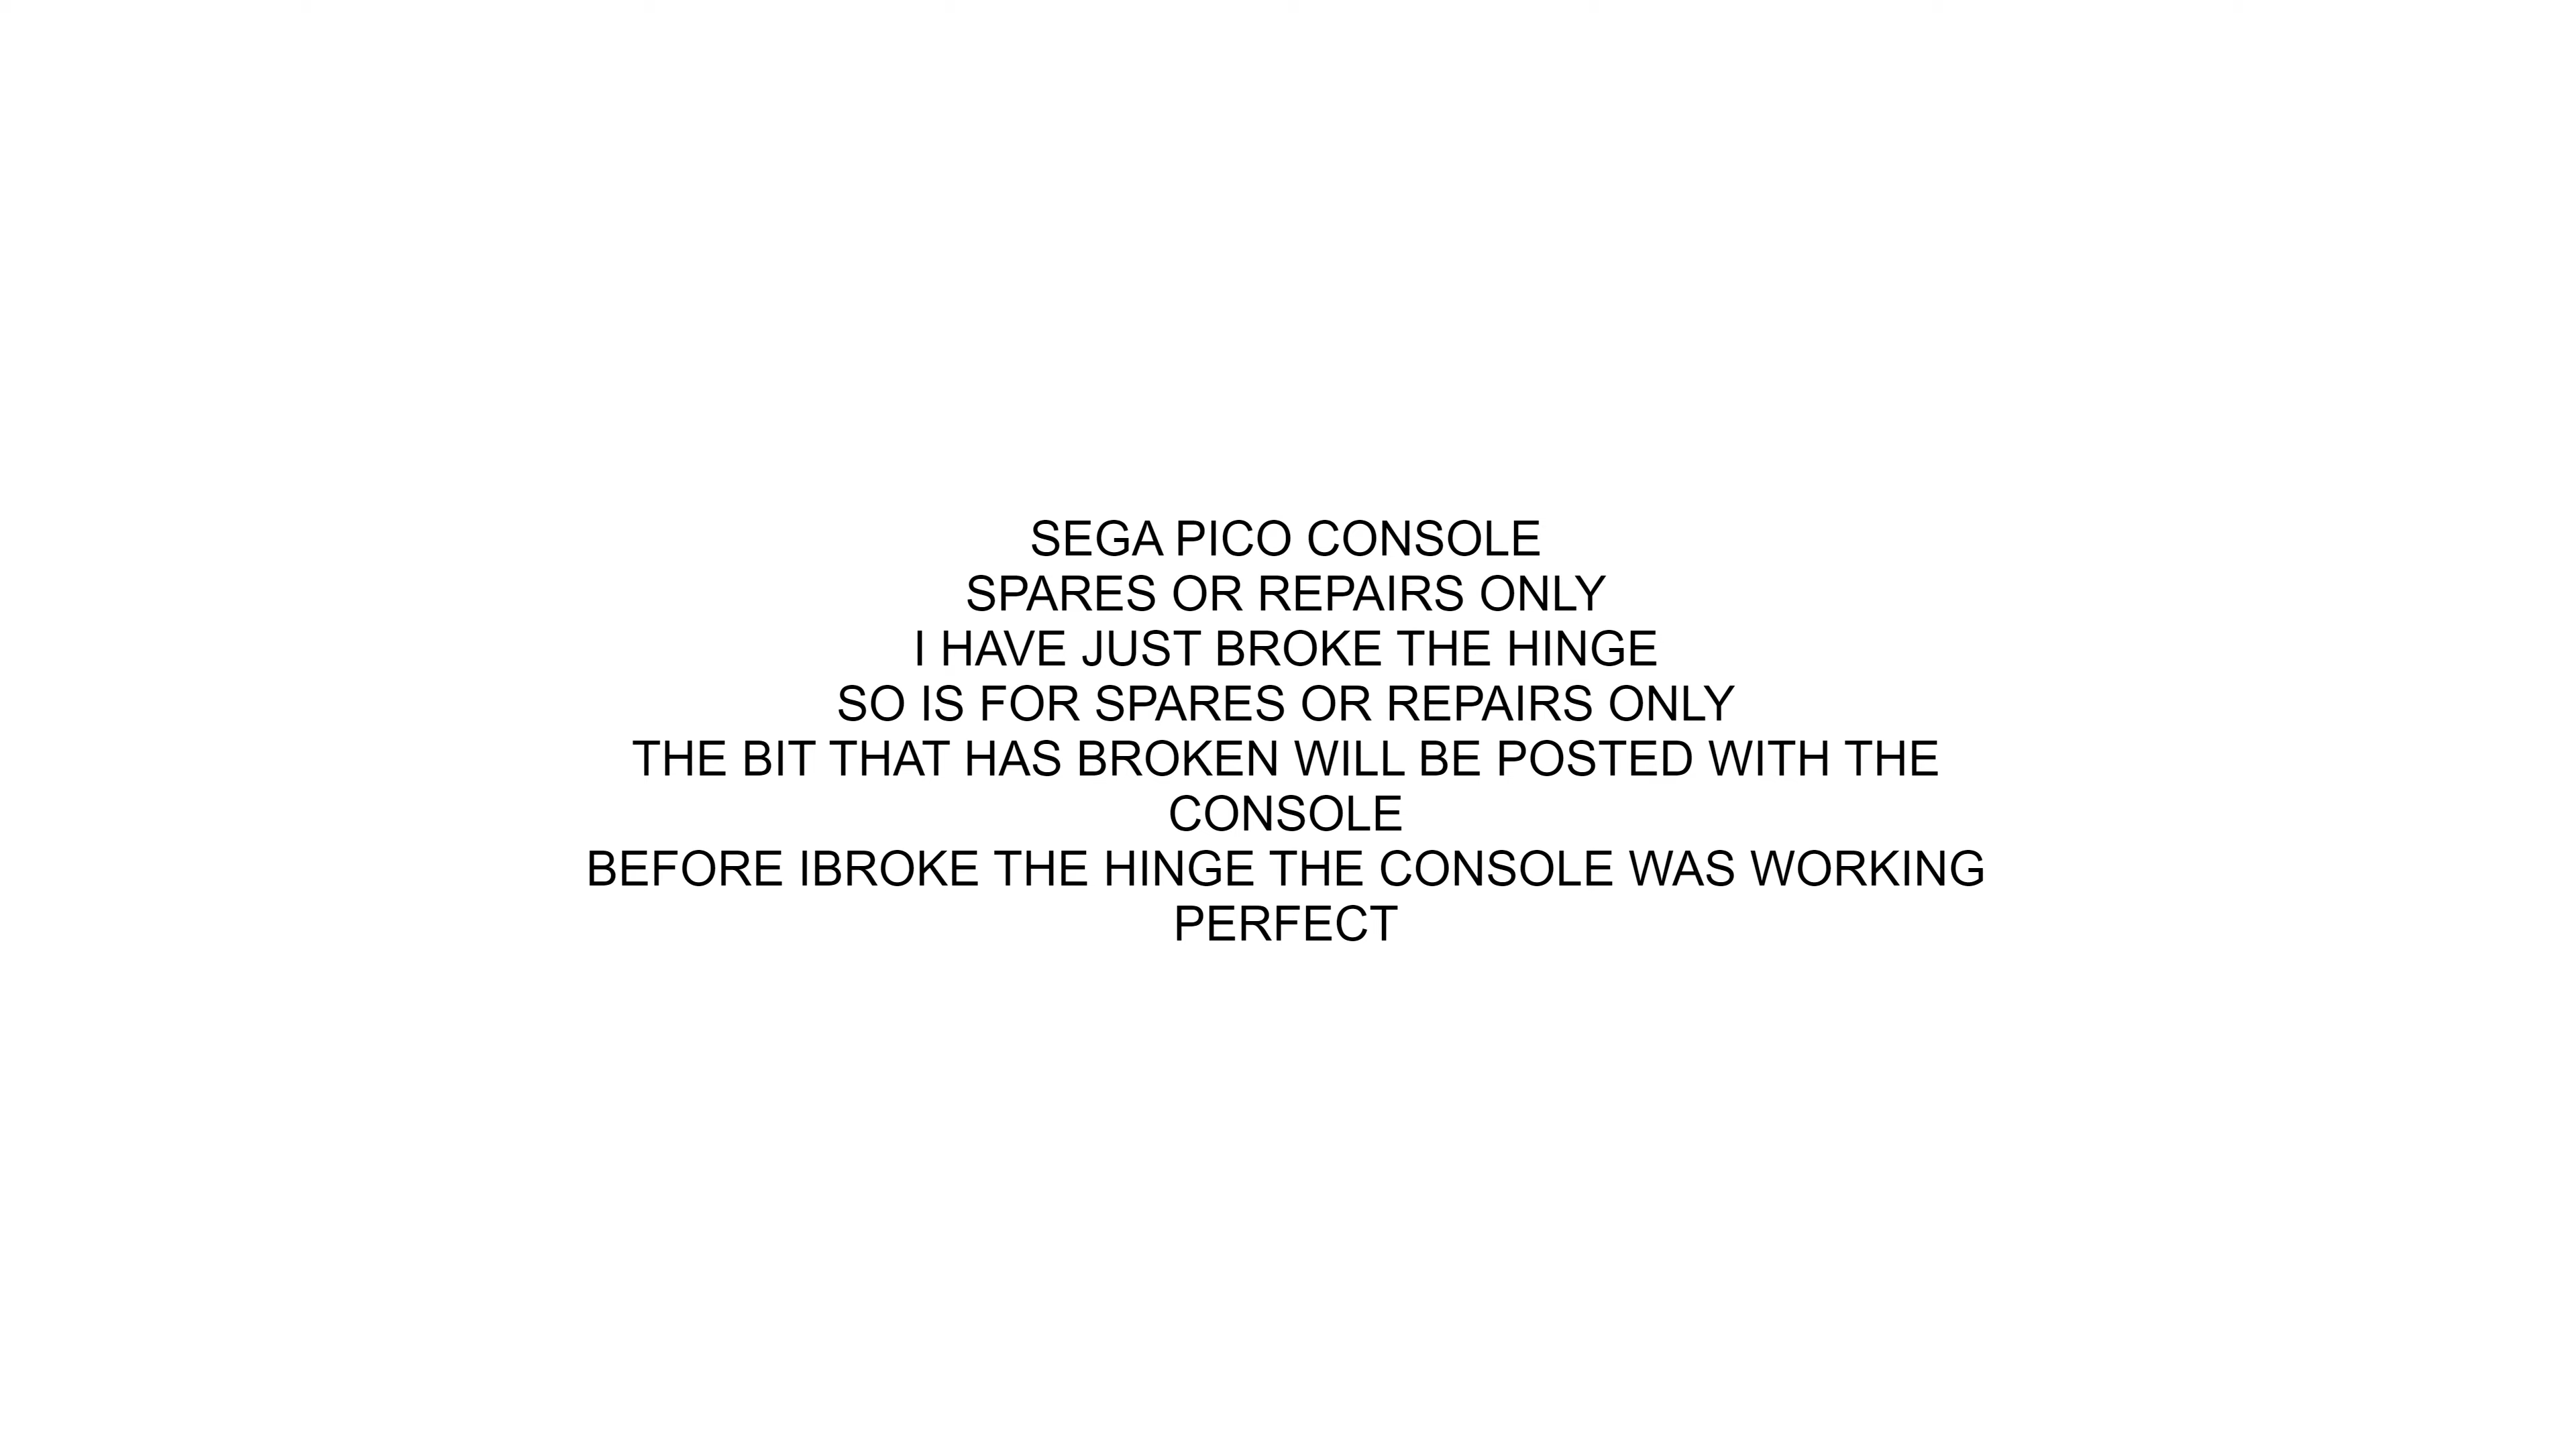 SEGA PICO CONSOLE
SPARES OR REPAIRS ONLY
I HAVE JUST BROKE THE HINGE
SO IS FOR SPARES OR REPAIRS ONLY
THE BIT THAT HAS BROKEN WILL BE POSTED WITH THE
CONSOLE
BEFORE IBROKE THE HINGE THE CONSOLE WAS WORKING
PERFECT